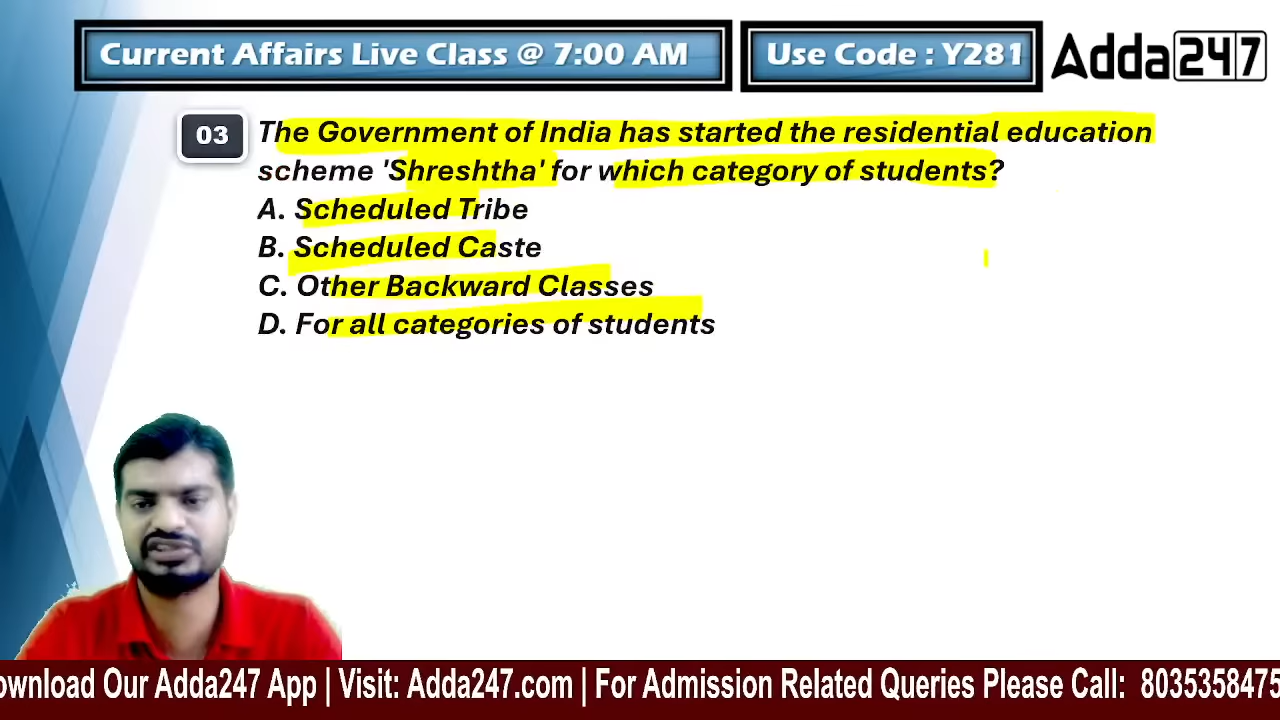 Current Affairs Live Class @ 7:00 AM
Use Code : Y281
Adda247
03
The Government of India has started the residential education
scheme 'Shreshtha' for which category of students?
A. Scheduled Tribe
B. Scheduled Caste
C. Other Backward Classes
D. For all categories of students
ownload Our Adda247 App | Visit: Adda247.com | For Admission Related Queries Please Call: 8035358475